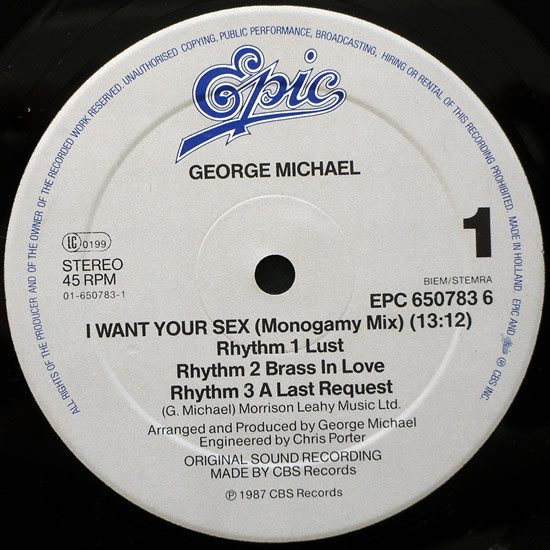 ALL RIGHTS OF THE PRODUCER AND OF THE OWNER OF THE RECORDED WORK RESERVED. UNAUTHORISED COPYING, PUBLIC PERFORMANCE, BROADCASTING, HIRING OR RENTAL OF THIS RECORDING PROHIBITED. MADE IN HOLLAND. EPIC AND Epic ® CBS INC.
Epic
GEORGE MICHAEL
1
LC 0199
STEREO
45 RPM
01-650783-1
BIEM/STEMRA
EPC 650783 6
I WANT YOUR SEX (Monogamy Mix) (13:12)
Rhythm 1 Lust
Rhythm 2 Brass In Love
Rhythm 3 A Last Request
(G. Michael) Morrison Leahy Music Ltd.
Arranged and Produced by George Michael
Engineered by Chris Porter
ORIGINAL SOUND RECORDING
MADE BY CBS Records
℗ 1987 CBS Records